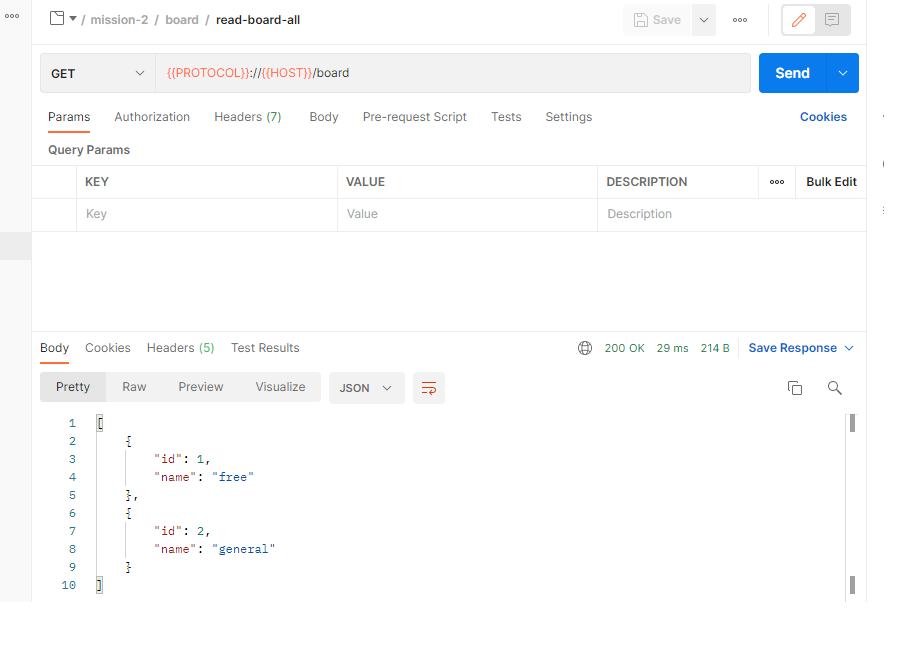 / mission-2 / board / read-board-all
Save
GET
{{PROTOCOL}}://{{HOST}}/board
Send
Params Authorization Headers (7) Body Pre-request Script Tests Settings Cookies
Query Params
KEY VALUE DESCRIPTION Bulk Edit
Key Value Description
Body Cookies Headers (5) Test Results 200 OK 29 ms 214 B Save Response
Pretty Raw Preview Visualize JSON
1 [
2 {
3 "id": 1,
4 "name": "free"
5 },
6 {
7 "id": 2,
8 "name": "general"
9 }
10 ]